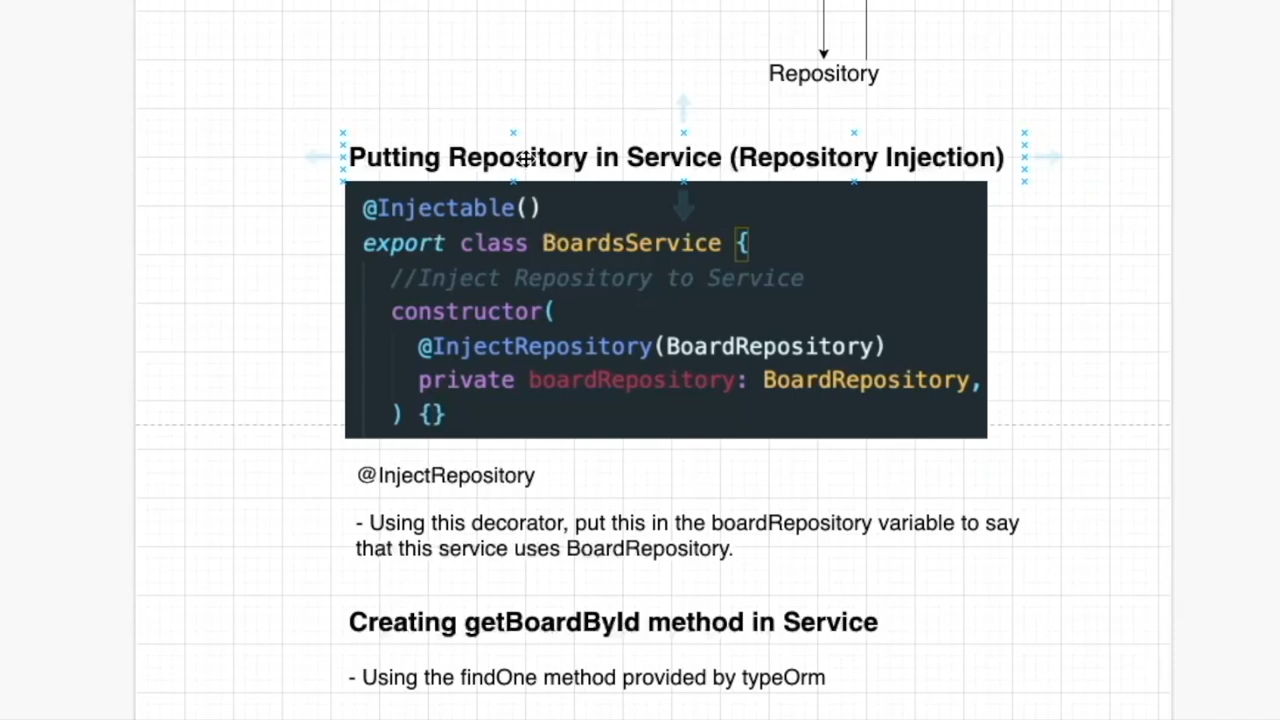 Repository
Putting Repository in Service (Repository Injection)
@Injectable()
export class BoardsService {
//Inject Repository to Service
constructor(
@InjectRepository(BoardRepository)
private boardRepository: BoardRepository,
) {}
@InjectRepository
- Using this decorator, put this in the boardRepository variable to say
that this service uses BoardRepository.
Creating getBoardById method in Service
- Using the findOne method provided by typeOrm